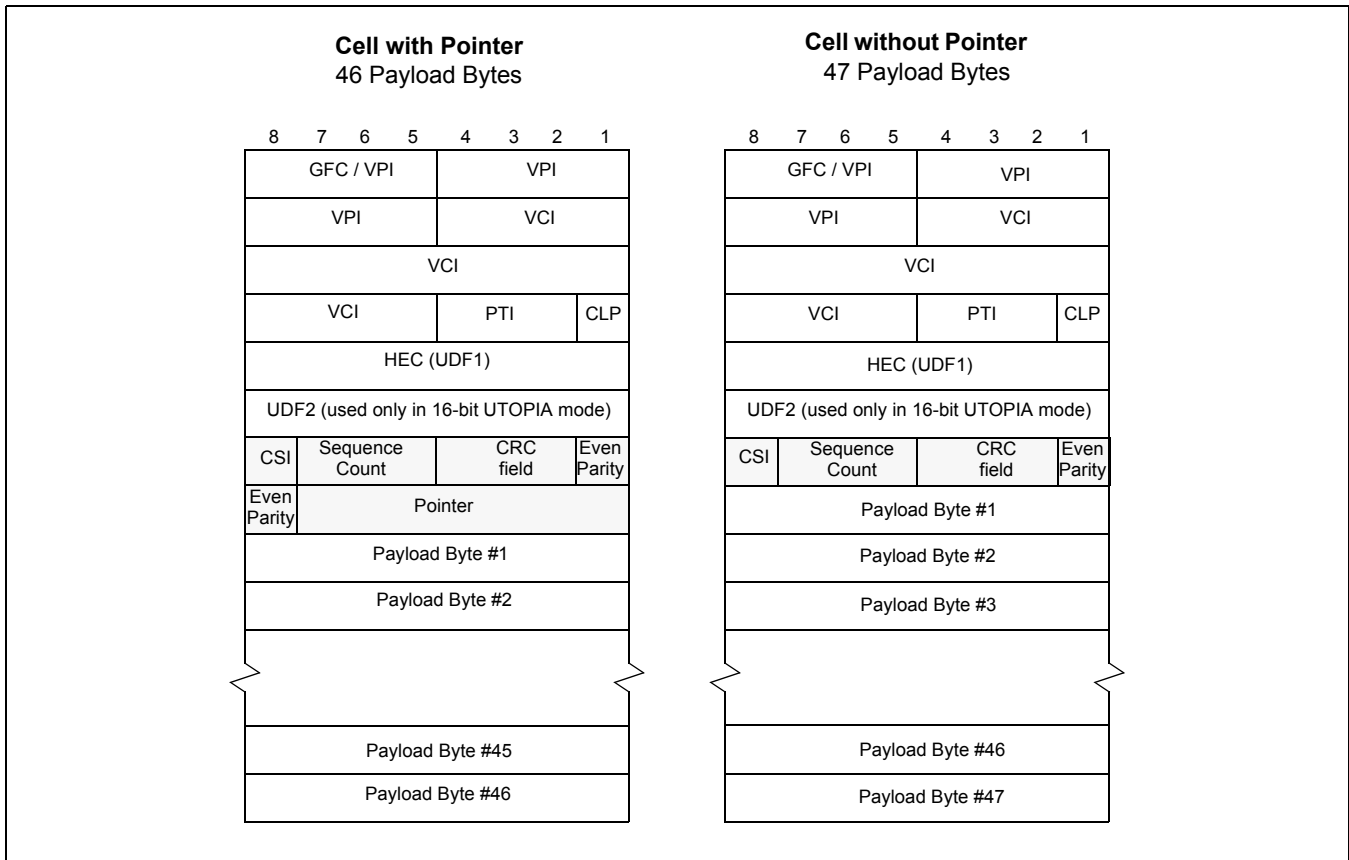 Cell with Pointer
46 Payload Bytes
8 7 6 5 4 3 2 1
GFC / VPI VPI
VPI VCI
VCI
VCI PTI CLP
HEC (UDF1)
UDF2 (used only in 16-bit UTOPIA mode)
CSI Sequence Count CRC field Even Parity
Even Parity Pointer
Payload Byte #1
Payload Byte #2
Payload Byte #45
Payload Byte #46
Cell without Pointer
47 Payload Bytes
8 7 6 5 4 3 2 1
GFC / VPI VPI
VPI VCI
VCI
VCI PTI CLP
HEC (UDF1)
UDF2 (used only in 16-bit UTOPIA mode)
CSI Sequence Count CRC field Even Parity
Payload Byte #1
Payload Byte #2
Payload Byte #3
Payload Byte #46
Payload Byte #47